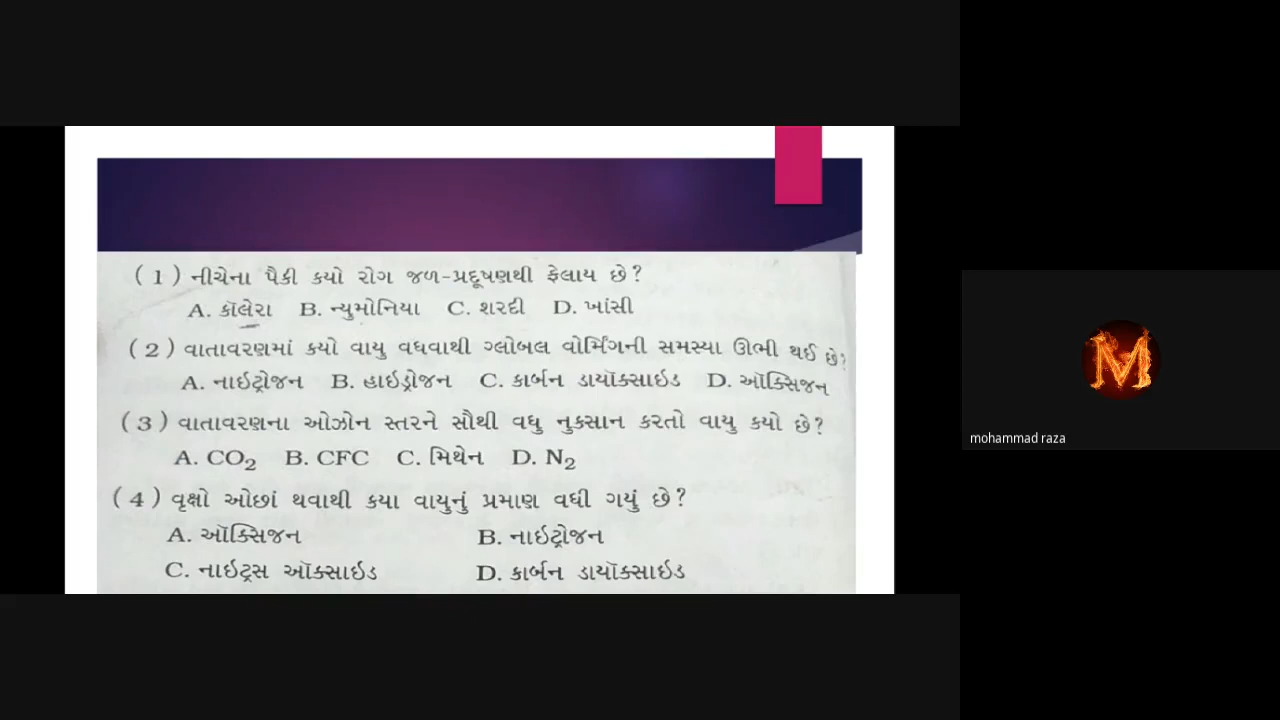 ( 1 ) નીચેના પૈકી કયો રોગ જળ-પ્રદૂષણથી ફેલાય છે?
A. કૉલેરા B. ન્યુમોનિયા C. શરદી D. ખાંસી
( 2 ) વાતાવરણમાં કયો વાયુ વધવાથી ગ્લોબલ વોર્મિંગની સમસ્યા ઊભી થઈ છે?
A. નાઇટ્રોજન B. હાઇડ્રોજન C. કાર્બન ડાયૉક્સાઇડ D. ઑક્સિજન
( 3 ) વાતાવરણના ઓઝોન સ્તરને સૌથી વધુ નુકસાન કરતો વાયુ કયો છે?
A. CO₂ B. CFC C. મિથેન D. N₂
( 4 ) વૃક્ષો ઓછાં થવાથી કયા વાયુનું પ્રમાણ વધી ગયું છે?
A. ઑક્સિજન B. નાઇટ્રોજન
C. નાઇટ્રસ ઑક્સાઇડ D. કાર્બન ડાયૉક્સાઇડ
M
mohammad raza